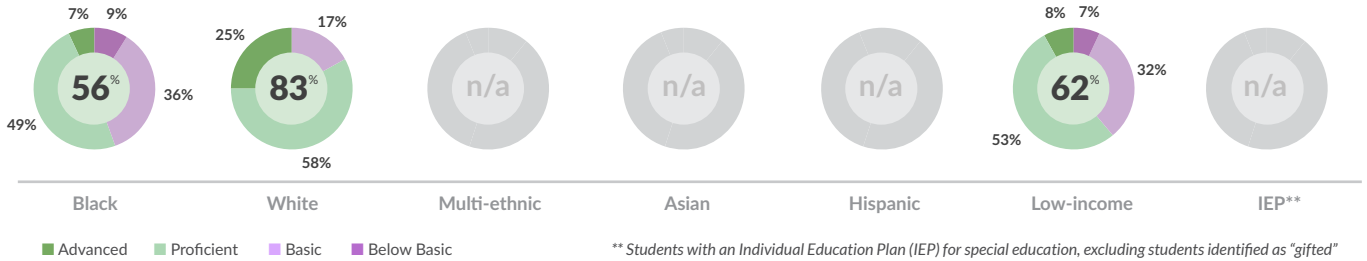 7% 9%
56%
36%
49%
25% 17%
83%
58%
n/a
n/a
n/a
8% 7%
62%
32%
53%
n/a
Black White Multi-ethnic Asian Hispanic Low-income IEP**
Advanced Proficient Basic Below Basic
** Students with an Individual Education Plan (IEP) for special education, excluding students identified as “gifted”